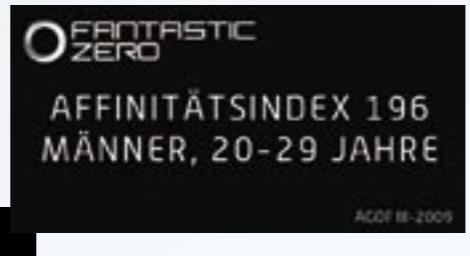 FANTASTIC
ZERO
AFFINITÄTSINDEX 196
MÄNNER, 20-29 JAHRE
AGOF III-2009